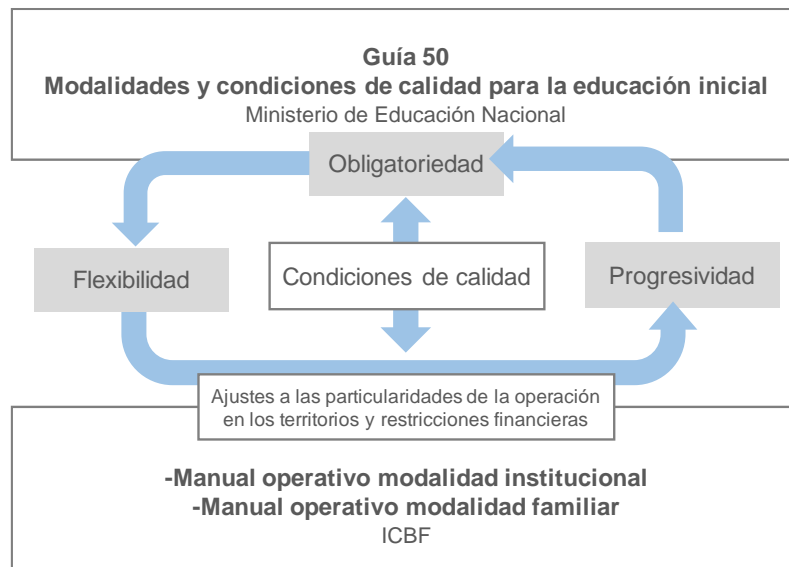 Guía 50
Modalidades y condiciones de calidad para la educación inicial
Ministerio de Educación Nacional
Obligatoriedad
Flexibilidad
Condiciones de calidad
Progresividad
Ajustes a las particularidades de la operación
en los territorios y restricciones financieras
-Manual operativo modalidad institucional
-Manual operativo modalidad familiar
ICBF